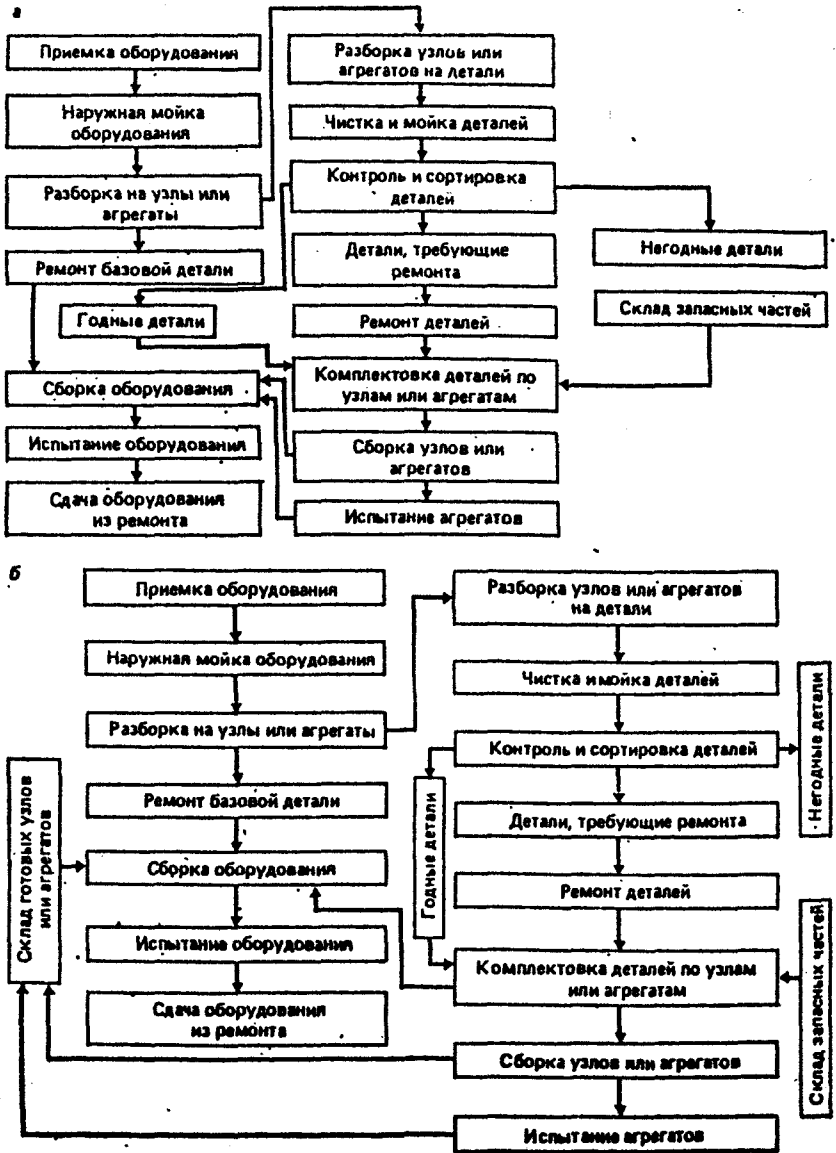 а
Приемка оборудования
Наружная мойка
оборудования
Разборка на узлы или
агрегаты
Ремонт базовой детали
Годные детали
Сборка оборудования
Испытание оборудования
Сдача оборудования
из ремонта
Разборка узлов или
агрегатов на детали
Чистка и мойка деталей
Контроль и сортировка
деталей
Детали, требующие
ремонта
Ремонт деталей
Комплектовка деталей по
узлам или агрегатам
Сборка узлов или
агрегатов
Испытание агрегатов
Негодные детали
Склад запасных частей
б
Приемка оборудования
Наружная мойка оборудования
Разборка на узлы или агрегаты
Ремонт базовой детали
Сборка оборудования
Испытание оборудования
Сдача оборудования
из ремонта
Склад готовых узлов
или агрегатов
Разборка узлов или агрегатов
на детали
Чистка и мойка деталей
Контроль и сортировка деталей
Детали, требующие ремонта
Ремонт деталей
Комплектовка деталей по узлам
или агрегатам
Сборка узлов или агрегатов
Испытание агрегатов
Годные детали
Негодные детали
Склад запасных частей